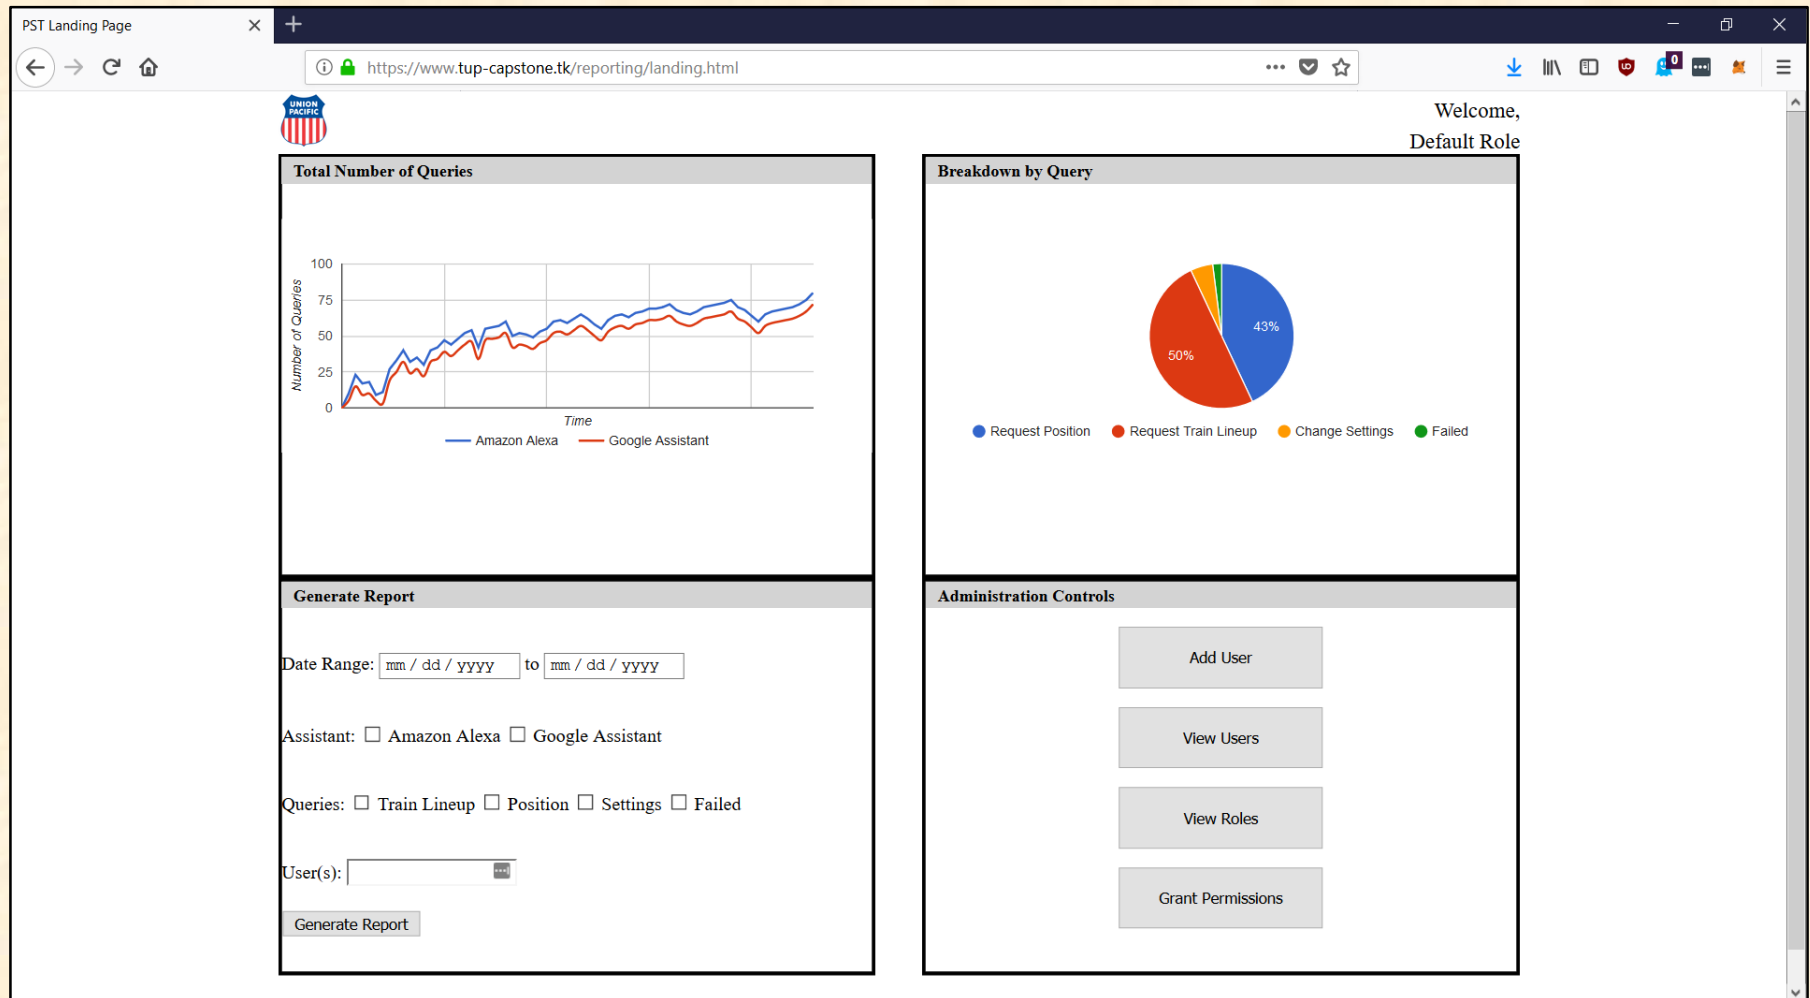 PST Landing Page
https://www.tup-capstone.tk/reporting/landing.html
0
UNION
PACIFIC
Welcome,
Default Role
Total Number of Queries
100
75
50
25
0
Number of Queries
Time
Amazon Alexa Google Assistant
Breakdown by Query
43%
50%
Request Position Request Train Lineup Change Settings Failed
Generate Report
Date Range: mm / dd / yyyy to mm / dd / yyyy
Assistant: Amazon Alexa Google Assistant
Queries: Train Lineup Position Settings Failed
User(s):
Generate Report
Administration Controls
Add User
View Users
View Roles
Grant Permissions